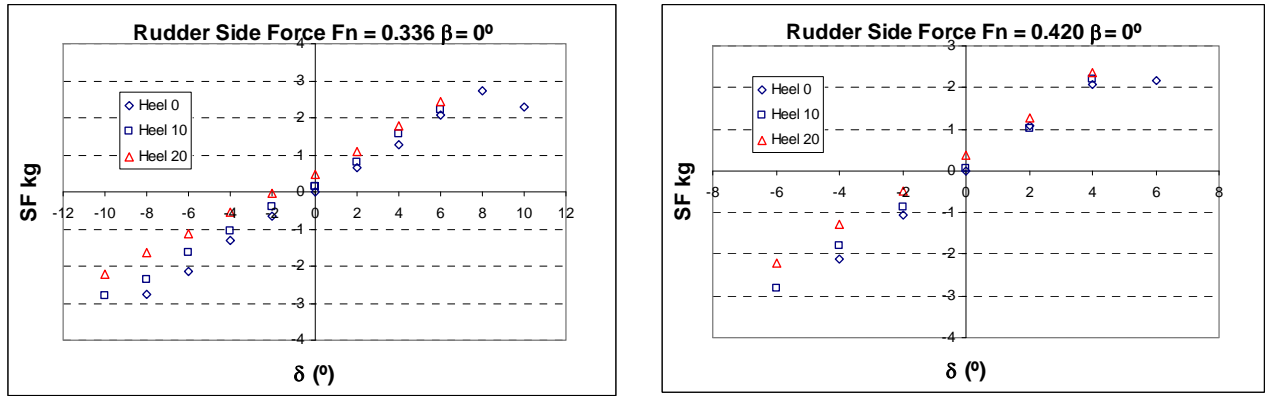 Rudder Side Force Fn = 0.336 β= 0º
4
3
2
1
0
-1
-2
-3
-4
-12 -10 -8 -6 -4 -2 0 2 4 6 8 10 12
SF kg
δ (º)
Heel 0
Heel 10
Heel 20
Rudder Side Force Fn = 0.420 β= 0º
3
2
1
0
-1
-2
-3
-4
-8 -6 -4 -2 0 2 4 6 8
SF kg
δ (º)
Heel 0
Heel 10
Heel 20